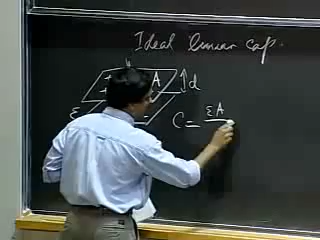 Ideal linear cap.
A
d
ε
C = εA